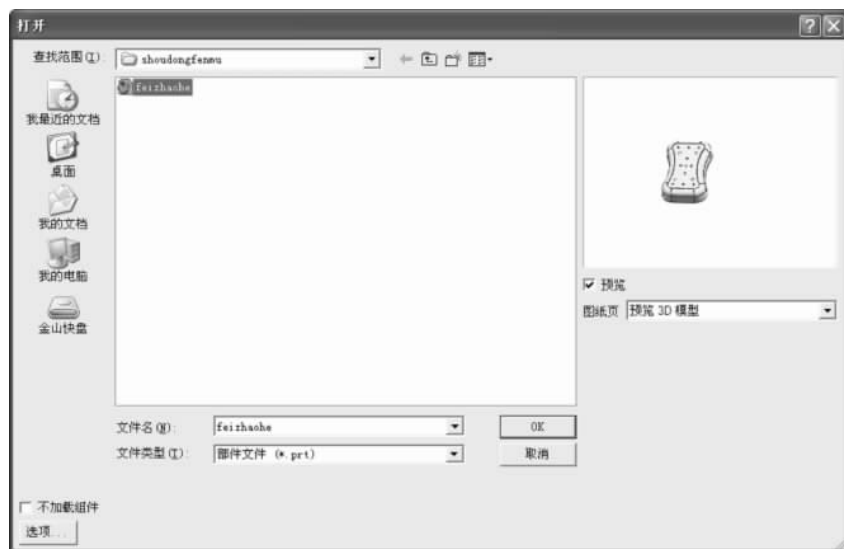 打开
查找范围(I):
shoudongfenmu
feizhaohe
我最近的文档
桌面
我的文档
我的电脑
金山快盘
预览
图纸页 预览 3D 模型
文件名(N): feizhaohe OK
文件类型(T): 部件文件 (*.prt) 取消
不加载组件
选项...